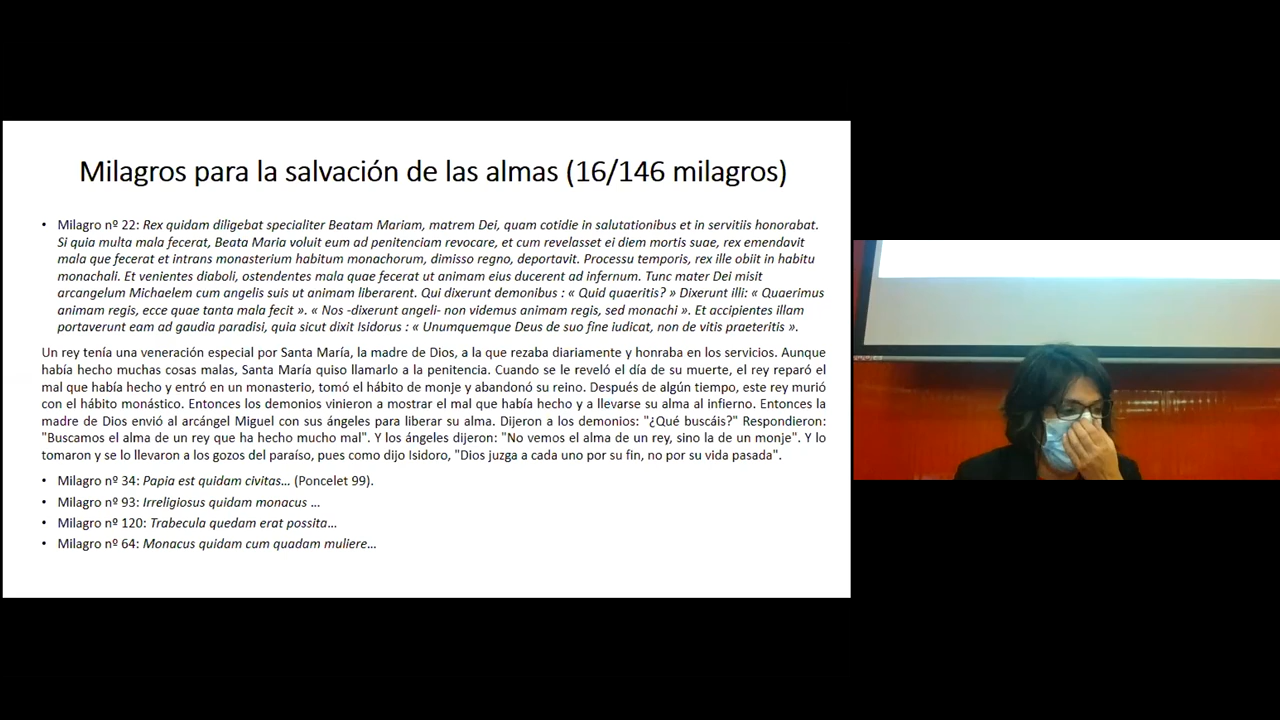 Milagros para la salvación de las almas (16/146 milagros)
• Milagro nº 22: Rex quidam diligebat specialiter Beatam Mariam, matrem Dei, quam cotidie in salutationibus et in servitiis honorabat.
Si quia multa mala fecerat, Beata Maria voluit eum ad penitenciam revocare, et cum revelasset ei diem mortis suae, rex emendavit
mala que fecerat et intrans monasterium habitum monachorum, dimisso regno, deportavit. Processu temporis, rex ille obiit in habitu
monachali. Et venientes diaboli, ostendentes mala quae fecerat ut animam eius ducerent ad infernum. Tunc mater Dei misit
arcangelum Michaelem cum angelis suis ut animam liberarent. Qui dixerunt demonibus : « Quid quaeritis? » Dixerunt illi: « Quaerimus
animam regis, ecce quae tanta mala fecit ». « Nos -dixerunt angeli- non videmus animam regis, sed monachi ». Et accipientes illam
portaverunt eam ad gaudia paradisi, quia sicut dixit Isidorus : « Unumquemque Deus de suo fine iudicat, non de vitis praeteritis ».
Un rey tenía una veneración especial por Santa María, la madre de Dios, a la que rezaba diariamente y honraba en los servicios. Aunque
había hecho muchas cosas malas, Santa María quiso llamarlo a la penitencia. Cuando se le reveló el día de su muerte, el rey reparó el
mal que había hecho y entró en un monasterio, tomó el hábito de monje y abandonó su reino. Después de algún tiempo, este rey murió
con el hábito monástico. Entonces los demonios vinieron a mostrar el mal que había hecho y a llevarse su alma al infierno. Entonces la
madre de Dios envió al arcángel Miguel con sus ángeles para liberar su alma. Dijeron a los demonios: "¿Qué buscáis?" Respondieron:
"Buscamos el alma de un rey que ha hecho mucho mal". Y los ángeles dijeron: "No vemos el alma de un rey, sino la de un monje". Y lo
tomaron y se lo llevaron a los gozos del paraíso, pues como dijo Isidoro, "Dios juzga a cada uno por su fin, no por su vida pasada".
• Milagro nº 34: Papia est quidam civitas… (Poncelet 99).
• Milagro nº 93: Irreligiosus quidam monacus …
• Milagro nº 120: Trabecula quedam erat possita…
• Milagro nº 64: Monacus quidam cum quadam muliere…